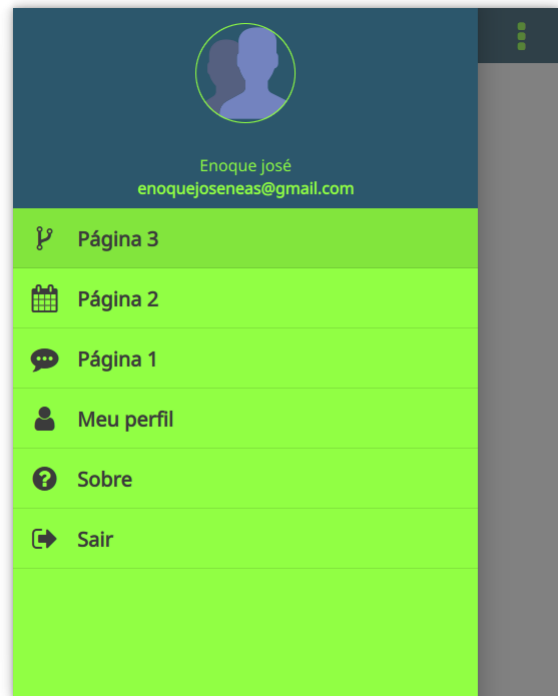 Enoque josé
enoquejoseneas@gmail.com
Página 3
Página 2
Página 1
Meu perfil
Sobre
Sair